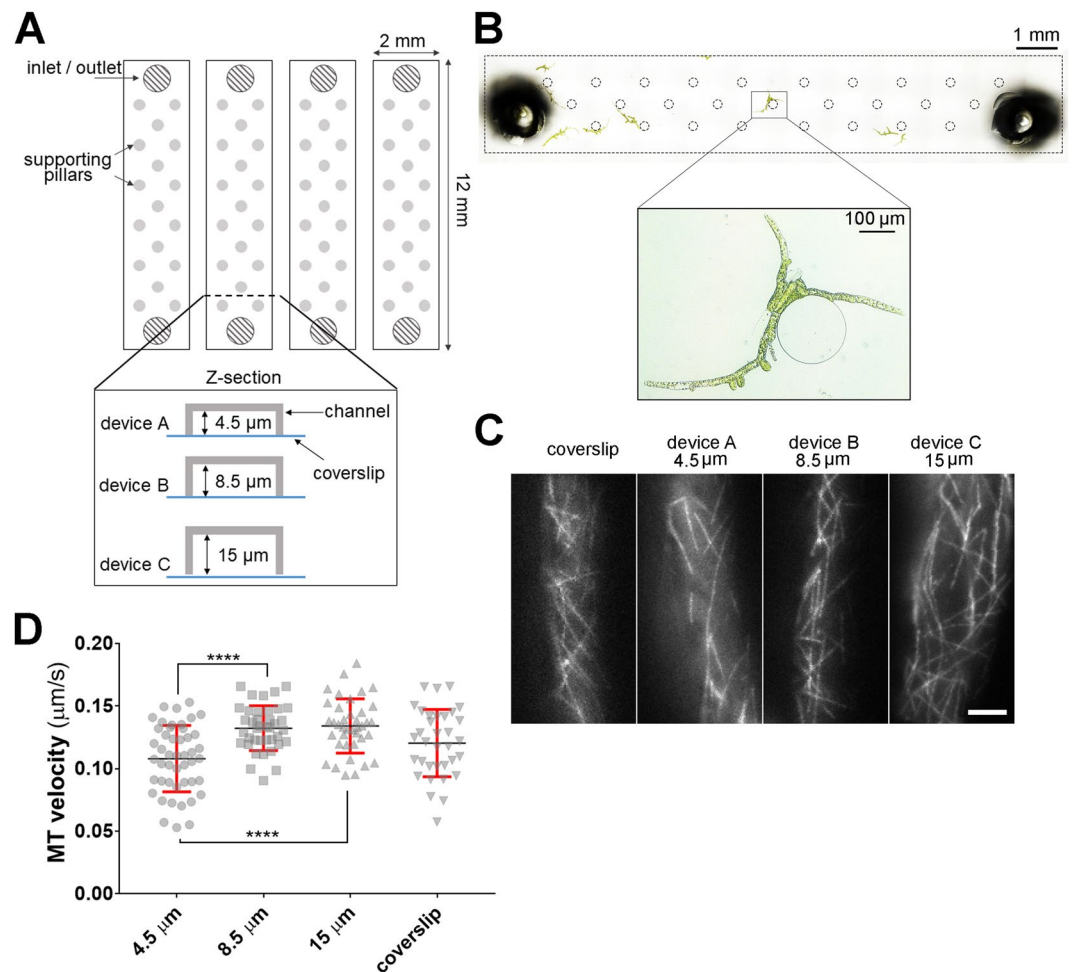 A
2 mm
inlet / outlet
supporting
pillars
12 mm
Z-section
device A
4.5 µm
channel
coverslip
device B
8.5 µm
device C
15 µm
B
1 mm
100 µm
C
coverslip
device A
4.5 µm
device B
8.5 µm
device C
15 µm
D
MT velocity (µm/s)
0.20
0.15
0.10
0.05
0.00
****
****
4.5 µm
8.5 µm
15 µm
coverslip